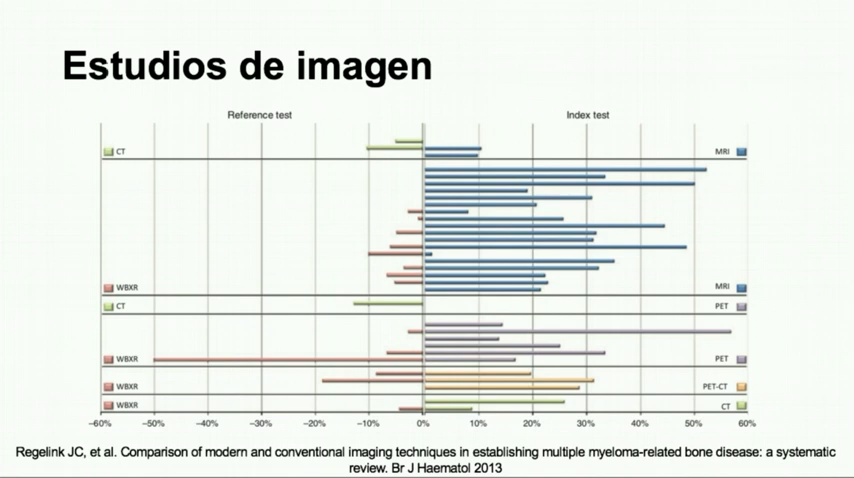 Estudios de imagen
Reference test
Index test
CT
MRI
WBXR
MRI
CT
PET
WBXR
PET
WBXR
PET-CT
WBXR
CT
−60%
−50%
−40%
−30%
−20%
−10%
0%
10%
20%
30%
40%
50%
60%
Regelink JC, et al. Comparison of modern and conventional imaging techniques in establishing multiple myeloma-related bone disease: a systematic
review. Br J Haematol 2013